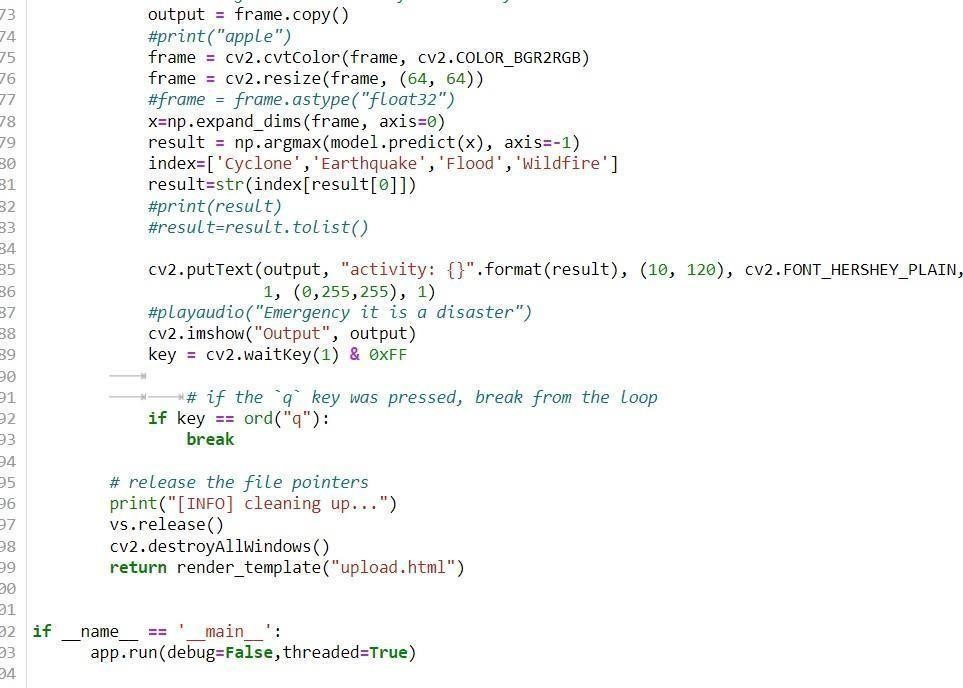 73 output = frame.copy()
74 #print("apple")
75 frame = cv2.cvtColor(frame, cv2.COLOR_BGR2RGB)
76 frame = cv2.resize(frame, (64, 64))
77 #frame = frame.astype("float32")
78 x=np.expand_dims(frame, axis=0)
79 result = np.argmax(model.predict(x), axis=-1)
80 index=['Cyclone','Earthquake','Flood','Wildfire']
81 result=str(index[result[0]])
82 #print(result)
83 #result=result.tolist()
84
85 cv2.putText(output, "activity: {}".format(result), (10, 120), cv2.FONT_HERSHEY_PLAIN,
86 1, (0,255,255), 1)
87 #playaudio("Emergency it is a disaster")
88 cv2.imshow("Output", output)
89 key = cv2.waitKey(1) & 0xFF
90
91 # if the `q` key was pressed, break from the loop
92 if key == ord("q"):
93 break
94
95 # release the file pointers
96 print("[INFO] cleaning up...")
97 vs.release()
98 cv2.destroyAllWindows()
99 return render_template("upload.html")
00
01
02 if __name__ == '__main__':
03 app.run(debug=False,threaded=True)
04